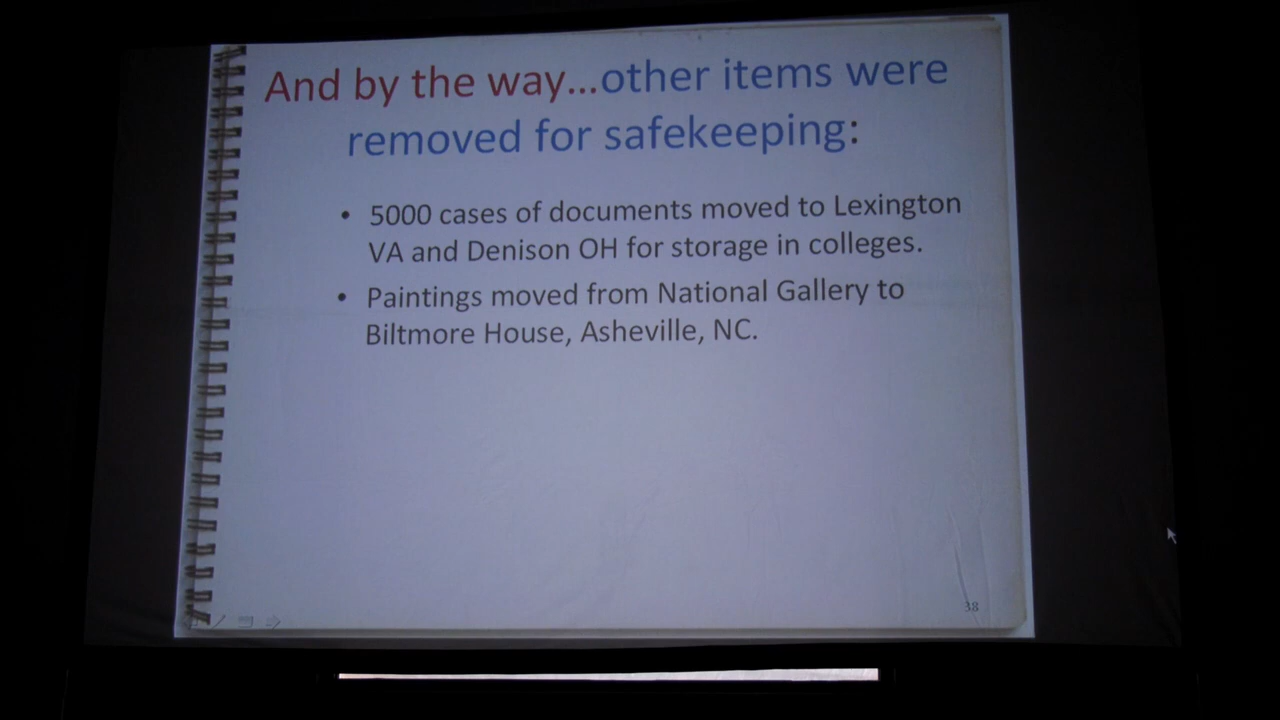 And by the way...other items were
removed for safekeeping:
• 5000 cases of documents moved to Lexington
VA and Denison OH for storage in colleges.
• Paintings moved from National Gallery to
Biltmore House, Asheville, NC.
38